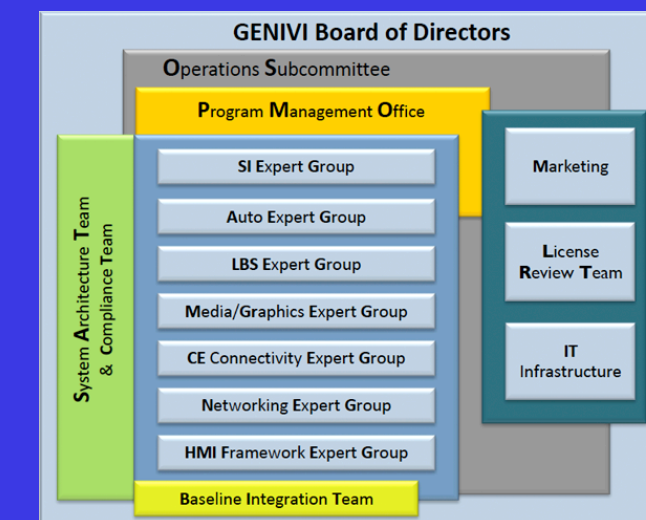 GENIVI Board of Directors
Operations Subcommittee
Program Management Office
System Architecture Team
& Compliance Team
SI Expert Group
Auto Expert Group
LBS Expert Group
Media/Graphics Expert Group
CE Connectivity Expert Group
Networking Expert Group
HMI Framework Expert Group
Baseline Integration Team
Marketing
License
Review Team
IT
Infrastructure